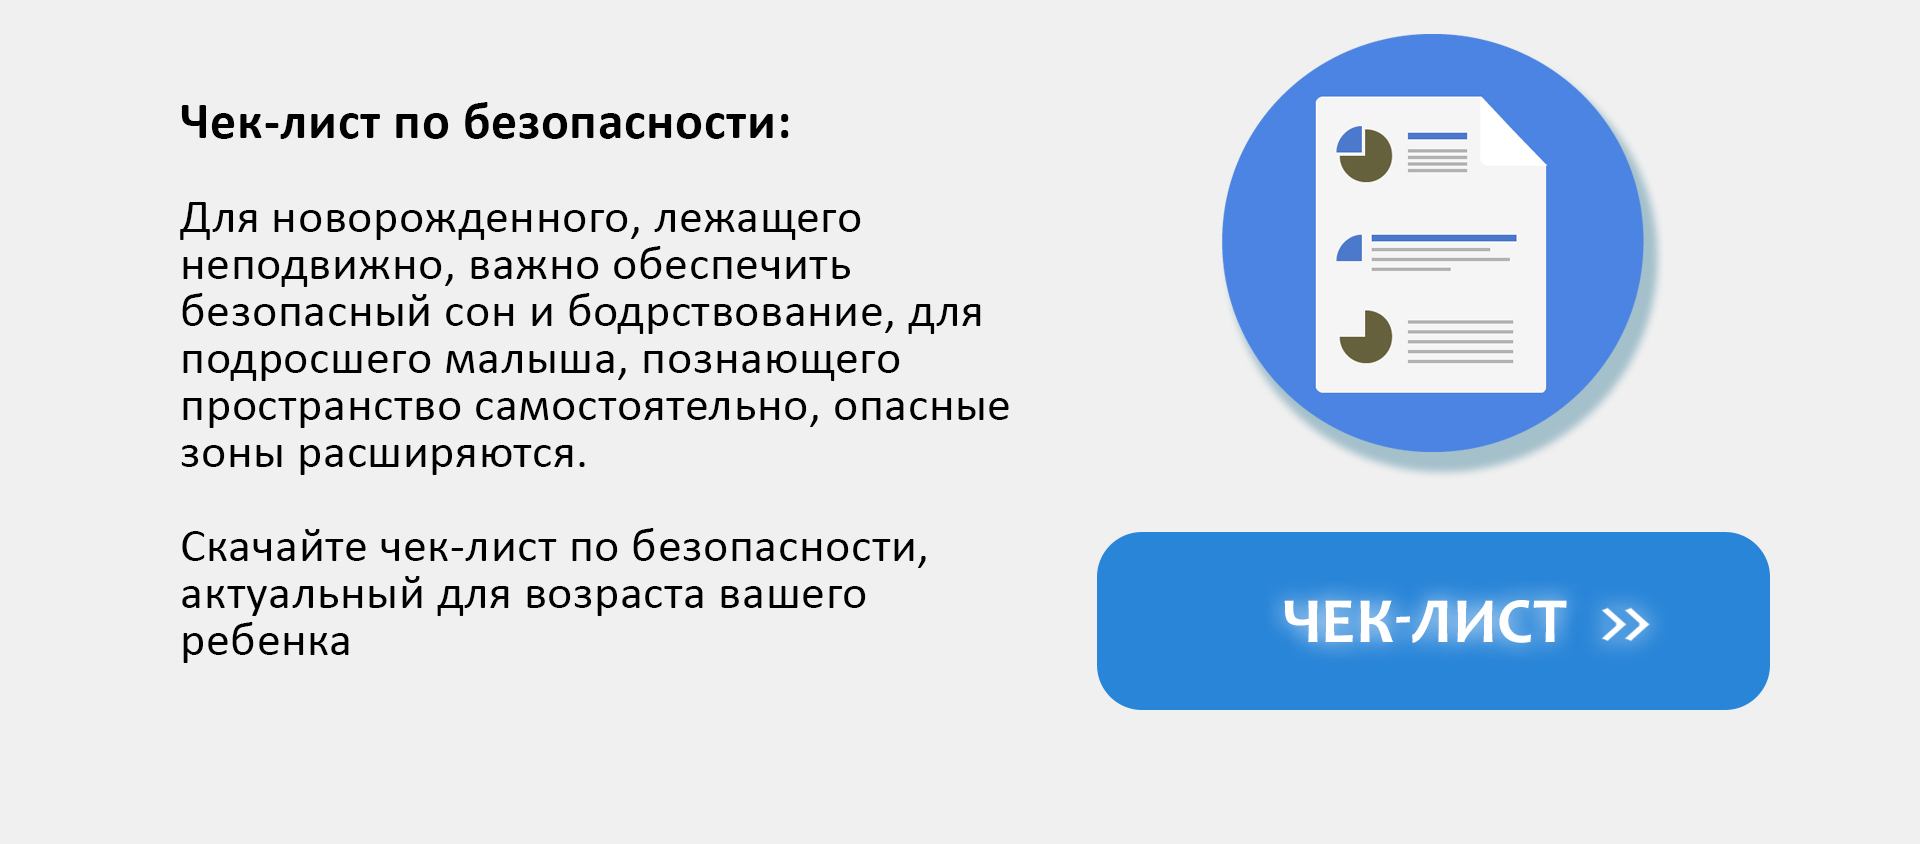 Чек-лист по безопасности:
Для новорожденного, лежащего
неподвижно, важно обеспечить
безопасный сон и бодрствование, для
подросшего малыша, познающего
пространство самостоятельно, опасные
зоны расширяются.
Скачайте чек-лист по безопасности,
актуальный для возраста вашего
ребенка
ЧЕК-ЛИСТ »